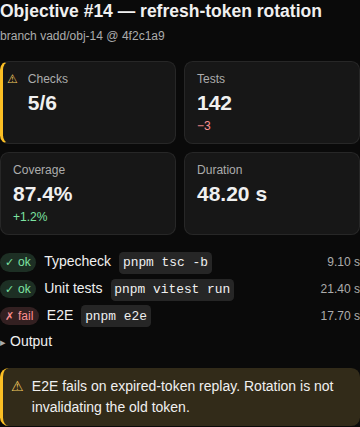 Objective #14 — refresh-token rotation
branch vadd/obj-14 @ 4f2c1a9
⚠ Checks
5/6
Tests
142
−3
Coverage
87.4%
+1.2%
Duration
48.20 s
✓ ok Typecheck pnpm tsc -b 9.10 s
✓ ok Unit tests pnpm vitest run 21.40 s
✗ fail E2E pnpm e2e 17.70 s
▸ Output
⚠ E2E fails on expired-token replay. Rotation is not
invalidating the old token.